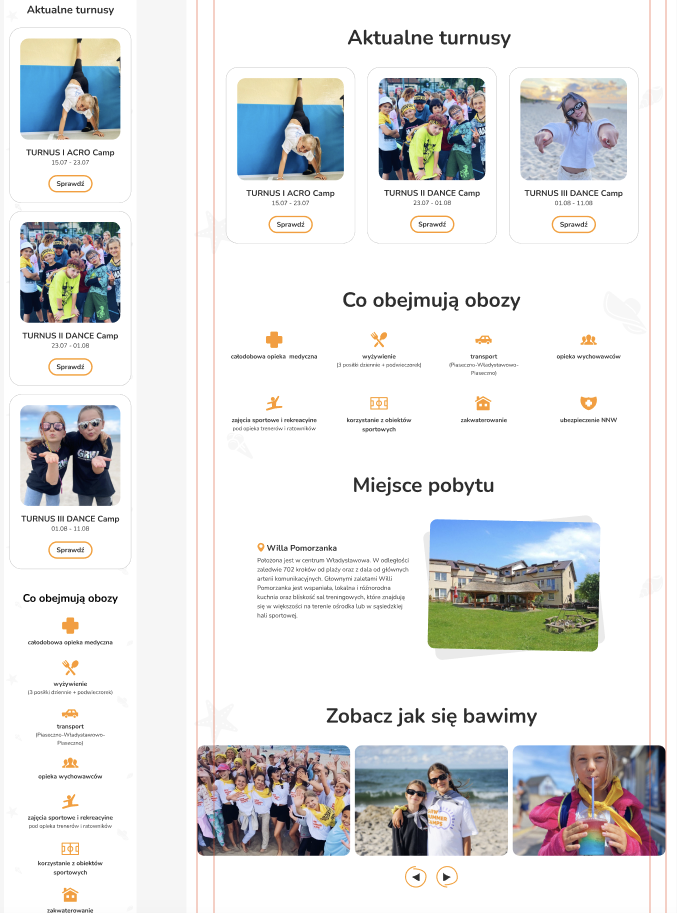 Aktualne turnusy
TURNUS I ACRO Camp
15.07 - 23.07
Sprawdź
TURNUS II DANCE Camp
23.07 - 01.08
Sprawdź
TURNUS III DANCE Camp
01.08 - 11.08
Sprawdź
Co obejmują obozy
całodobowa opieka medyczna
wyżywienie
(3 posiłki dziennie + podwieczorek)
transport
(Piaseczno-Władysławowo-
Piaseczno)
opieka wychowawców
zajęcia sportowe i rekreacyjne
pod opieką trenerów i ratowników
korzystanie z obiektów
sportowych
zakwaterowanie
Aktualne turnusy
TURNUS I ACRO Camp
15.07 - 23.07
Sprawdź
TURNUS II DANCE Camp
23.07 - 01.08
Sprawdź
TURNUS III DANCE Camp
01.08 - 11.08
Sprawdź
Co obejmują obozy
całodobowa opieka medyczna
wyżywienie
(3 posiłki dziennie + podwieczorek)
transport
(Piaseczno-Władysławowo-
Piaseczno)
opieka wychowawców
zajęcia sportowe i rekreacyjne
pod opieką trenerów i ratowników
korzystanie z obiektów
sportowych
zakwaterowanie
ubezpieczenie NNW
Miejsce pobytu
Willa Pomorzanka
Położona jest w centrum Władysławowa. W odległości
zaledwie 702 kroków od plaży oraz z dala od głównych
arterii komunikacyjnych. Głównymi zaletami Willi
Pomorzanka jest wspaniała, lokalna i różnorodna
kuchnia oraz bliskość sal treningowych, które znajdują
się w większości na terenie ośrodka lub w sąsiedzkiej
hali sportowej.
Zobacz jak się bawimy